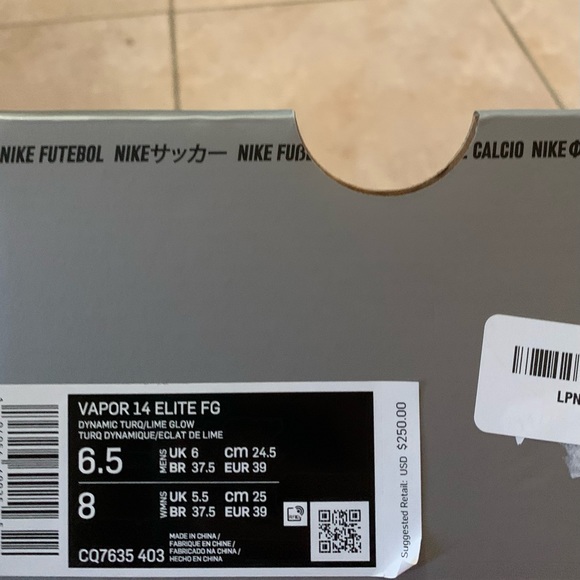 NIKE FUTEBOL NIKEサッカー NIKE FUß CALCIO NIKE
LPN
VAPOR 14 ELITE FG
DYNAMIC TURQ/LIME GLOW
TURQ DYNAMIQUE/ECLAT DE LIME
6.5 MENS UK 6 CM 24.5
BR 37.5 EUR 39
8 WMNS UK 5.5 CM 25
BR 37.5 EUR 39
CQ7635 403
MADE IN CHINA/
FABRIQUE EN CHINE/
FABRICADO NA CHINA/
HECHO EN CHINA
Suggested Retail: USD $250.00